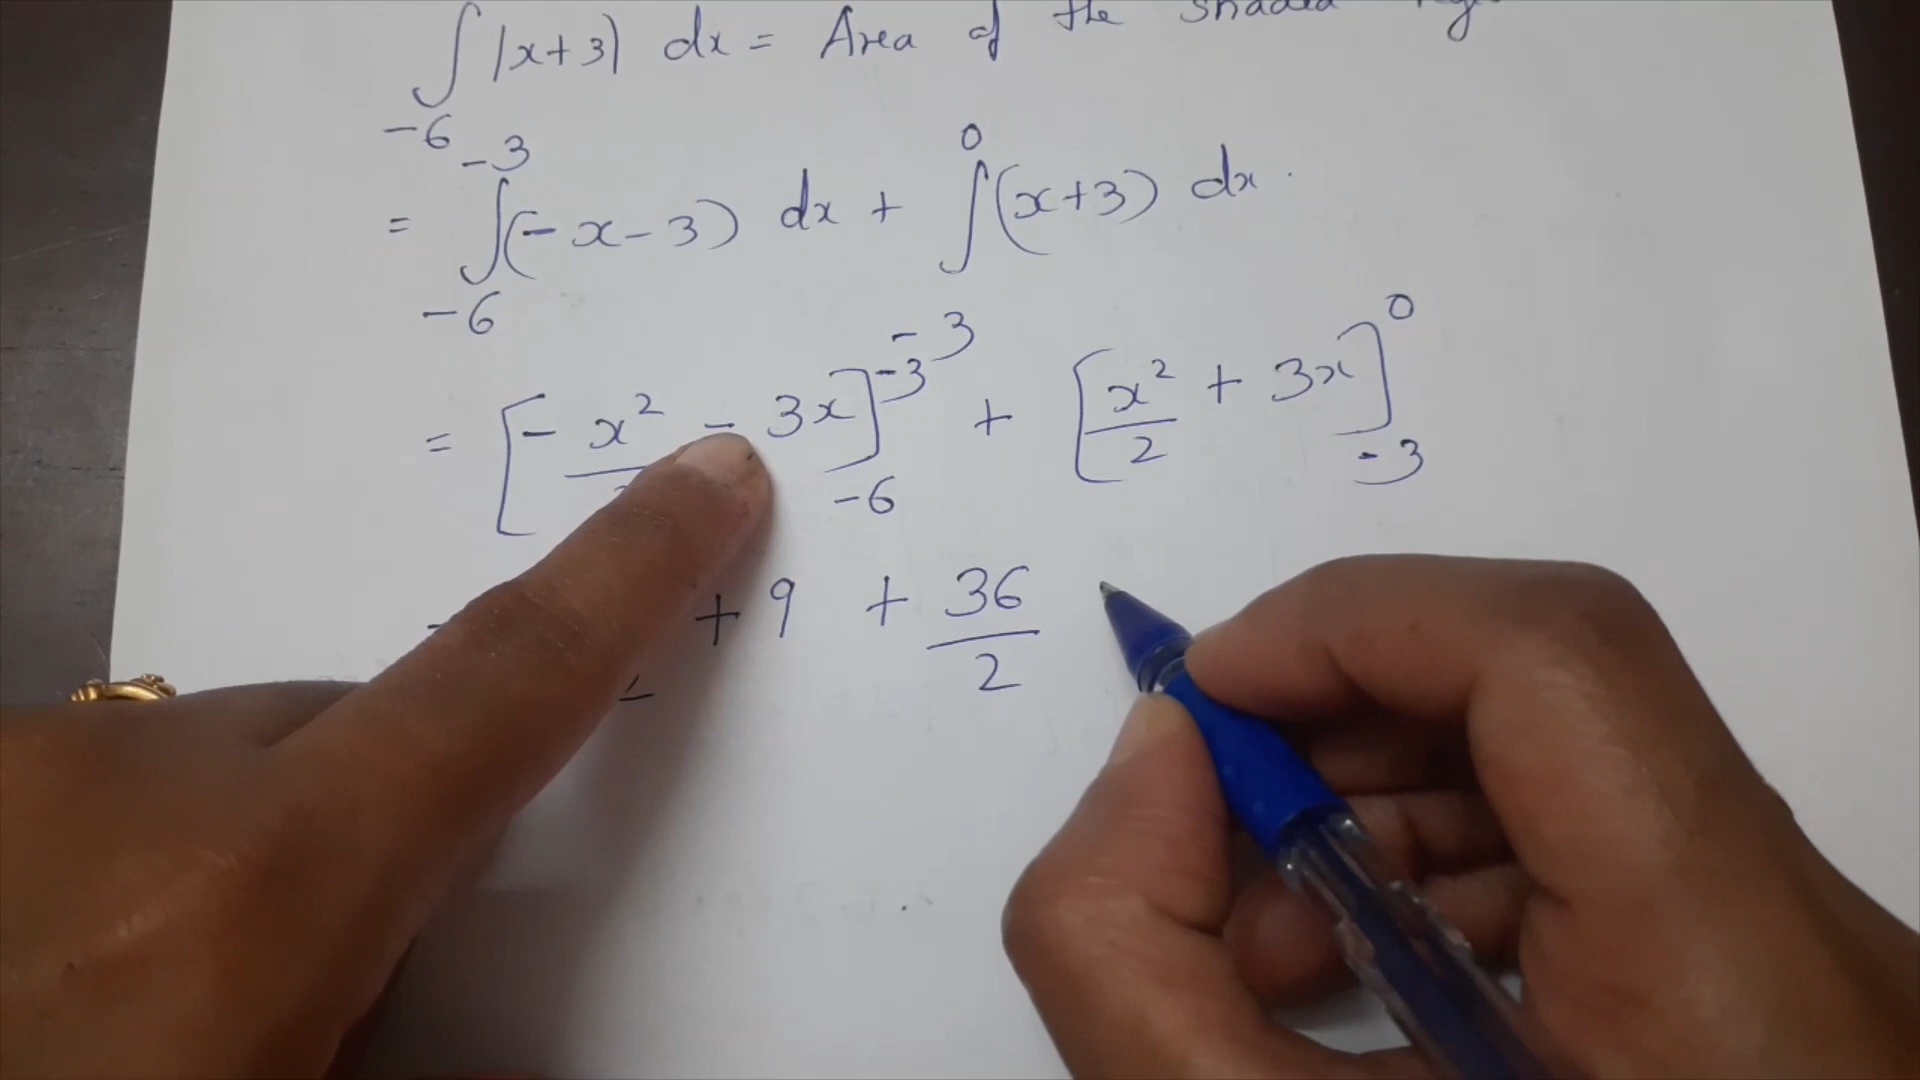 ∫ |x+3| dx = Area of the
-6
= ∫_{-6}^{-3} (-x-3) dx + ∫^{0} (x+3) dx.
= [- x²/ - 3x]_{-6}^{-3 -3} + [x²/2 + 3x]_{-3}^{0}
+ 9 + 36/2